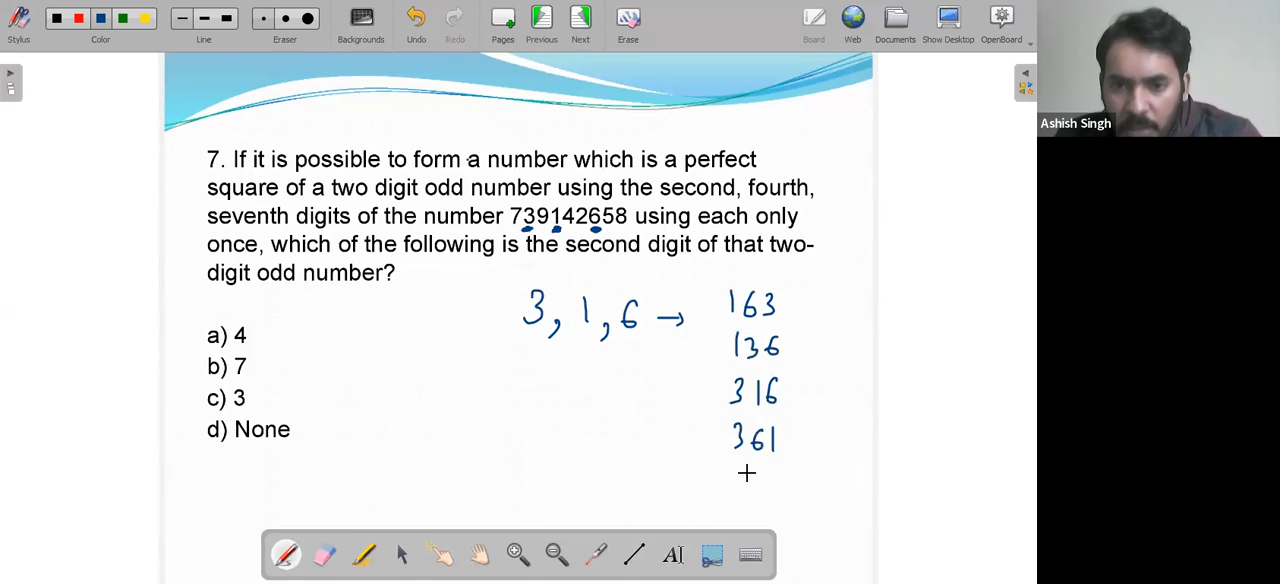 Stylus
Color
Line
Eraser
Backgrounds
Undo
Redo
Pages
Previous
Next
Erase
Board
Web
Documents
Show Desktop
OpenBoard
Ashish Singh
7. If it is possible to form a number which is a perfect
square of a two digit odd number using the second, fourth,
seventh digits of the number 739142658 using each only
once, which of the following is the second digit of that two-
digit odd number?
a) 4
b) 7
c) 3
d) None
3, 1, 6 →
163
136
316
361
AI